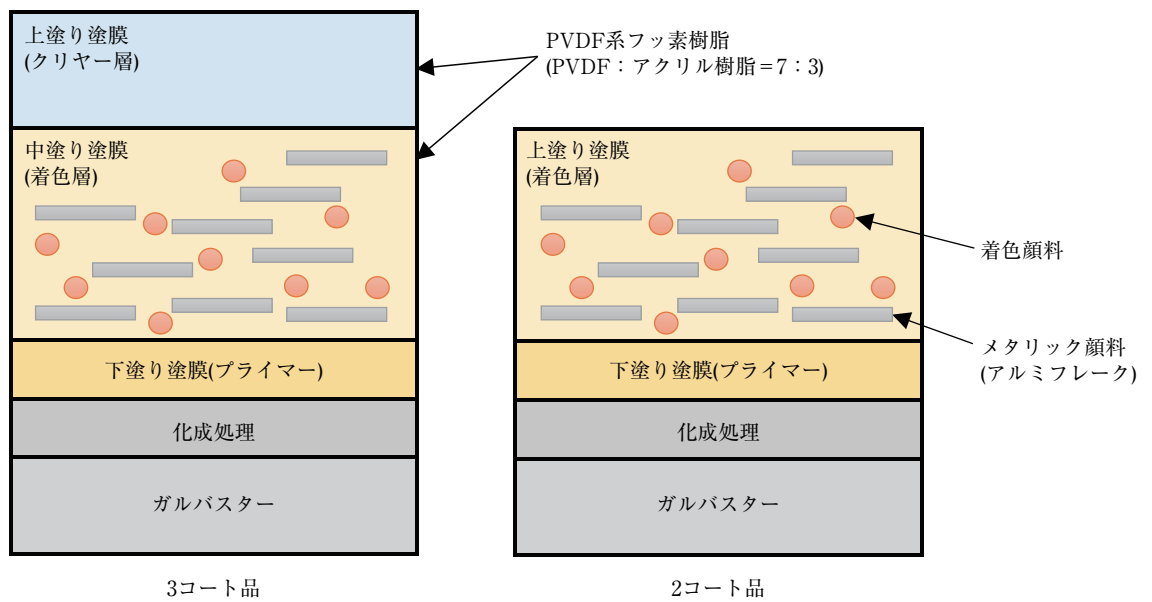 上塗り塗膜
(クリヤー層)
PVDF系フッ素樹脂
(PVDF：アクリル樹脂＝7：3)
中塗り塗膜
(着色層)
上塗り塗膜
(着色層)
着色顔料
メタリック顔料
(アルミフレーク)
下塗り塗膜(プライマー)
下塗り塗膜(プライマー)
化成処理
化成処理
ガルバスター
ガルバスター
3コート品
2コート品